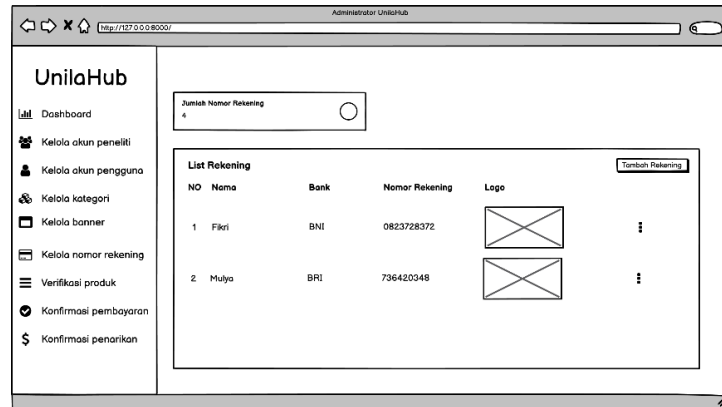 Administrator UnilaHub
http://127.0.0.0:8000/
UnilaHub
Dashboard
Kelola akun peneliti
Kelola akun pengguna
Kelola kategori
Kelola banner
Kelola nomor rekening
Verifikasi produk
Konfirmasi pembayaran
Konfirmasi penarikan
Jumlah Nomor Rekening
4
List Rekening
Tambah Rekening
NO Nama Bank Nomor Rekening Logo
1 Fikri BNI 0823728372
2 Mulya BRI 736420348